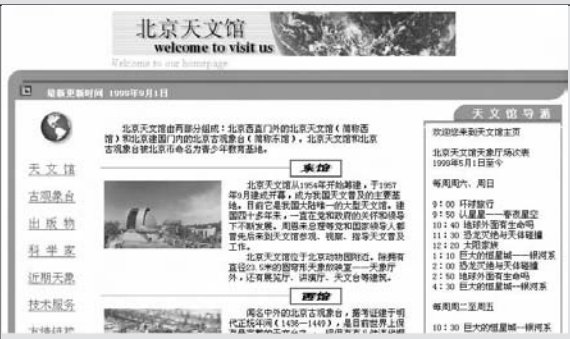 北京天文馆
welcome to visit us
Welcome to our homepage
最新更新时间 1999年9月1日
天文馆
古观象台
出版物
科学家
近期天象
技术服务
友情链接
北京天文馆由两部分组成：北京西直门外的北京天文馆（简称西
馆）和北京建国门内的北京古观象台（简称东馆）。北京天文馆和北京
古观象台被北京市命名为青少年教育基地。
东馆
北京天文馆从1954年开始筹建，于1957
年9月建成开幕，成为我国天文普及的主要基
地。目前它是我国大陆唯一的大型天文馆。建
国四十多年来，一直在党和政府的关怀和领导
下不断发展。周恩来总理等党和国家领导人都
曾先后来到天文馆参观、视察、指导天文普及
工作。
北京天文馆位于北京动物园附近。除拥有
直径23.5米的圆穹形天象放映室——天象厅
外，还有展览厅、讲演厅、天文台等建筑。
西馆
闻名中外的北京古观象台，据考证建于明
代正统年间（1436—1449），是目前世界上保
天文馆导游
欢迎您来到天文馆主页
北京天文馆天象厅场次表
1999年5月1日至今
每周周六、周日
9:00 环球旅行
9:50 认星星——春夜星空
10:40 地球外面有生命吗
11:30 恐龙灭绝与天体碰撞
12:20 太阳家族
1:10 巨大的恒星城——银河系
2:00 恐龙灭绝与天体碰撞
2:50 地球外面有生命吗
4:30 巨大的恒星城——银河系
每周周二至周五
10:30 巨大的恒星城—银河系